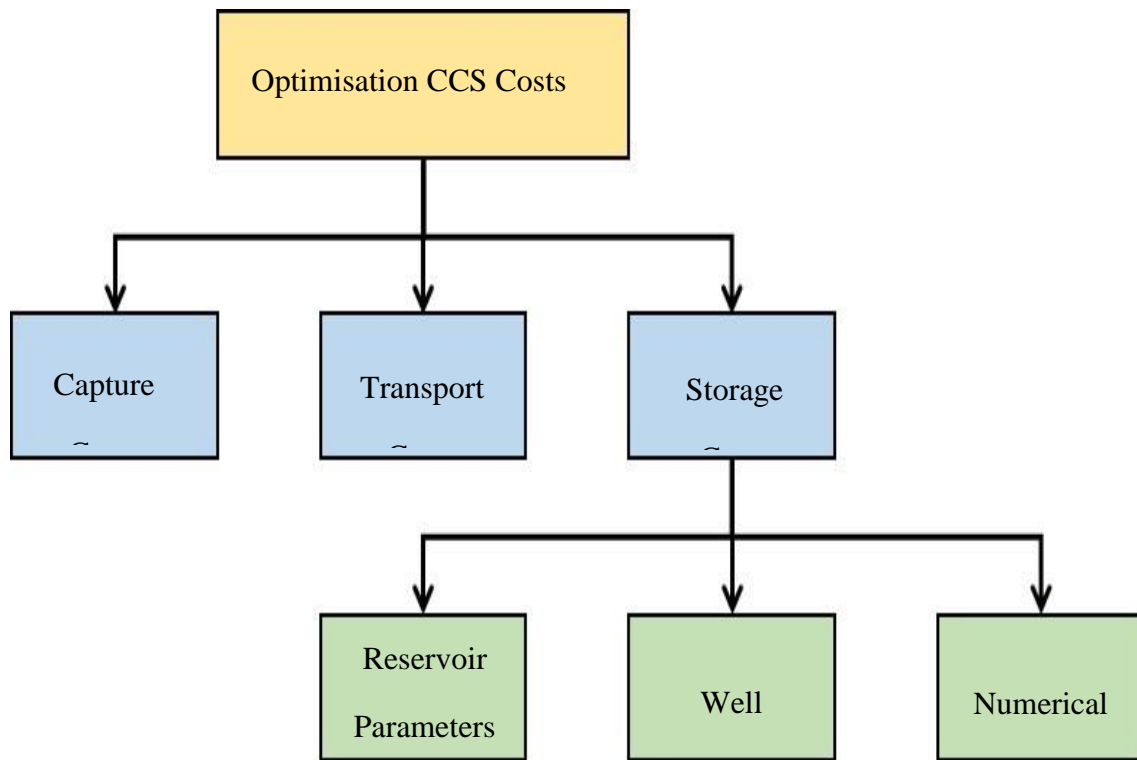 Optimisation CCS Costs
Capture
~
Transport
~
Storage
~
Reservoir
Parameters
Well
Numerical